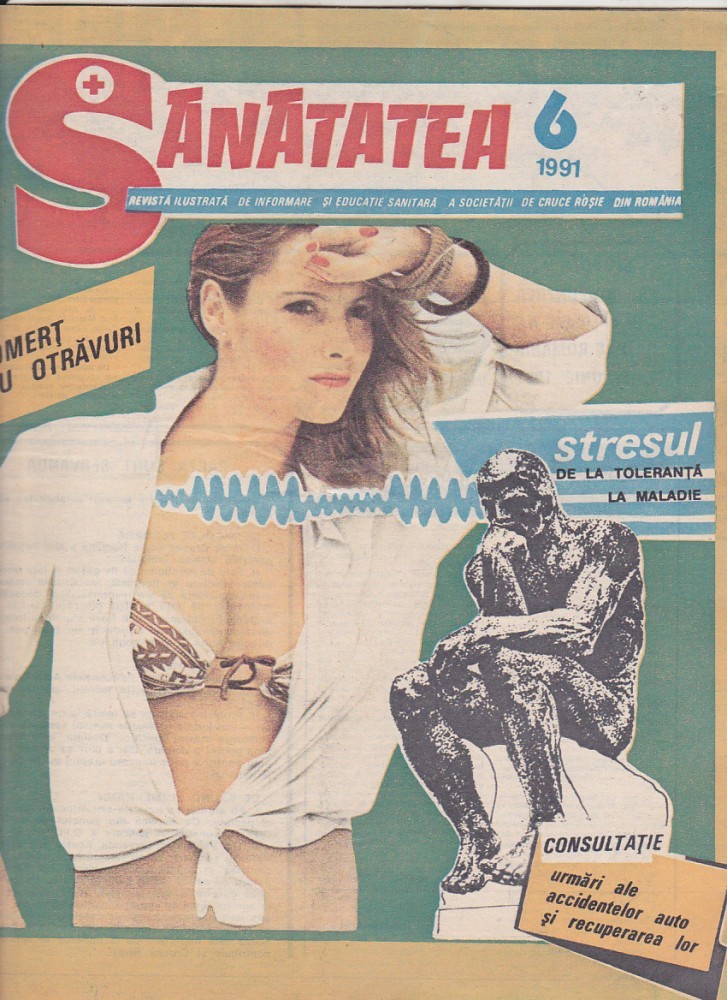 SĂNĂTATEA
6
1991
REVISTĂ ILUSTRATĂ DE INFORMARE ȘI EDUCAȚIE SANITARĂ A SOCIETĂȚII DE CRUCE ROȘIE DIN ROMÂNIA
OMERȚ
U OTRĂVURI
stresul
DE LA TOLERANȚĂ
LA MALADIE
CONSULTAȚIE
urmări ale
accidentelor auto
și recuperarea lor